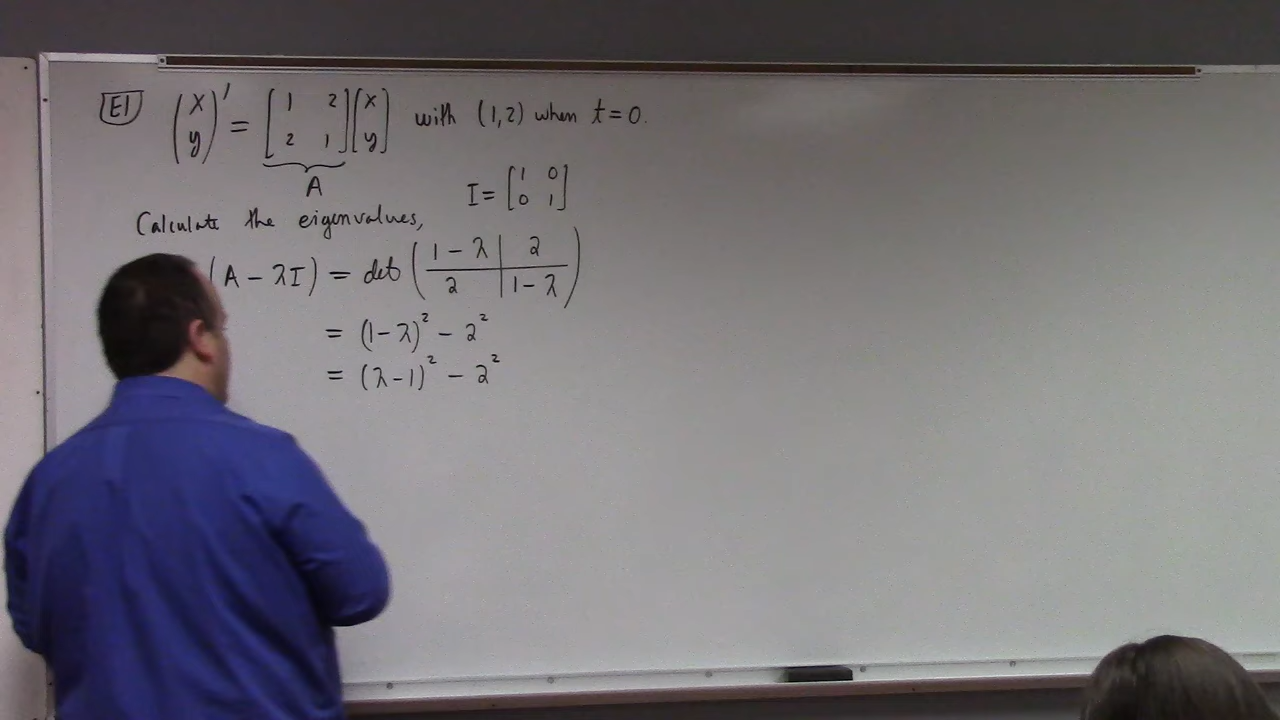 E1 (x y)' = [1 2 2 1][x y] with (1,2) when t=0.
A
I = [1 0 0 1]
Calculate the eigenvalues,
(A - λI) = det (1 - λ | 2 2 | 1 - λ)
= (1 - λ)² - 2²
= (λ - 1)² - 2²